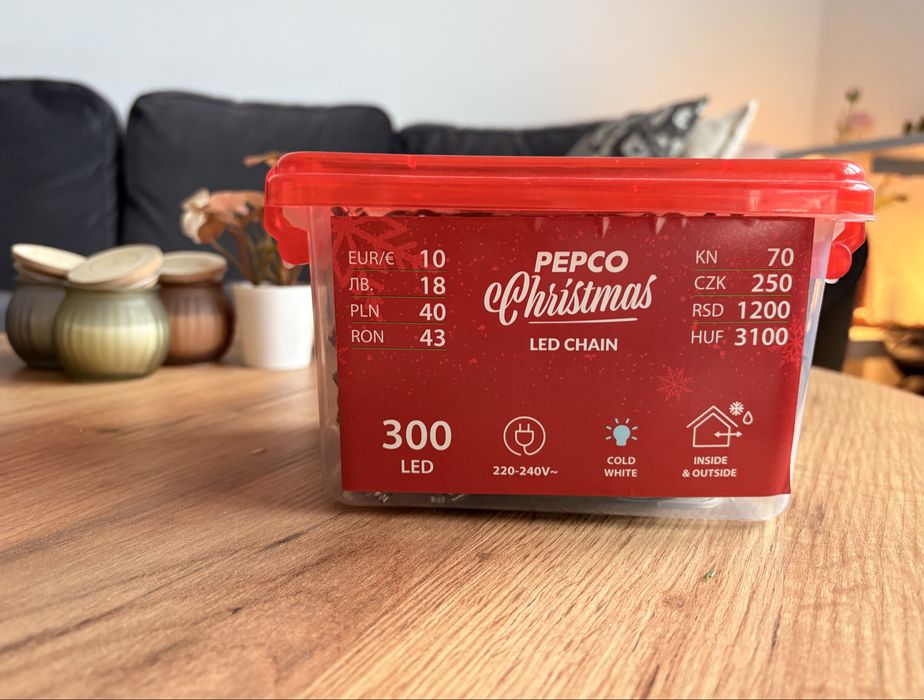 EUR/€ 10
ЛВ. 18
PLN 40
RON 43
PEPCO
Christmas
LED CHAIN
KN 70
CZK 250
RSD 1200
HUF 3100
300
LED
220-240V~
COLD
WHITE
INSIDE
& OUTSIDE